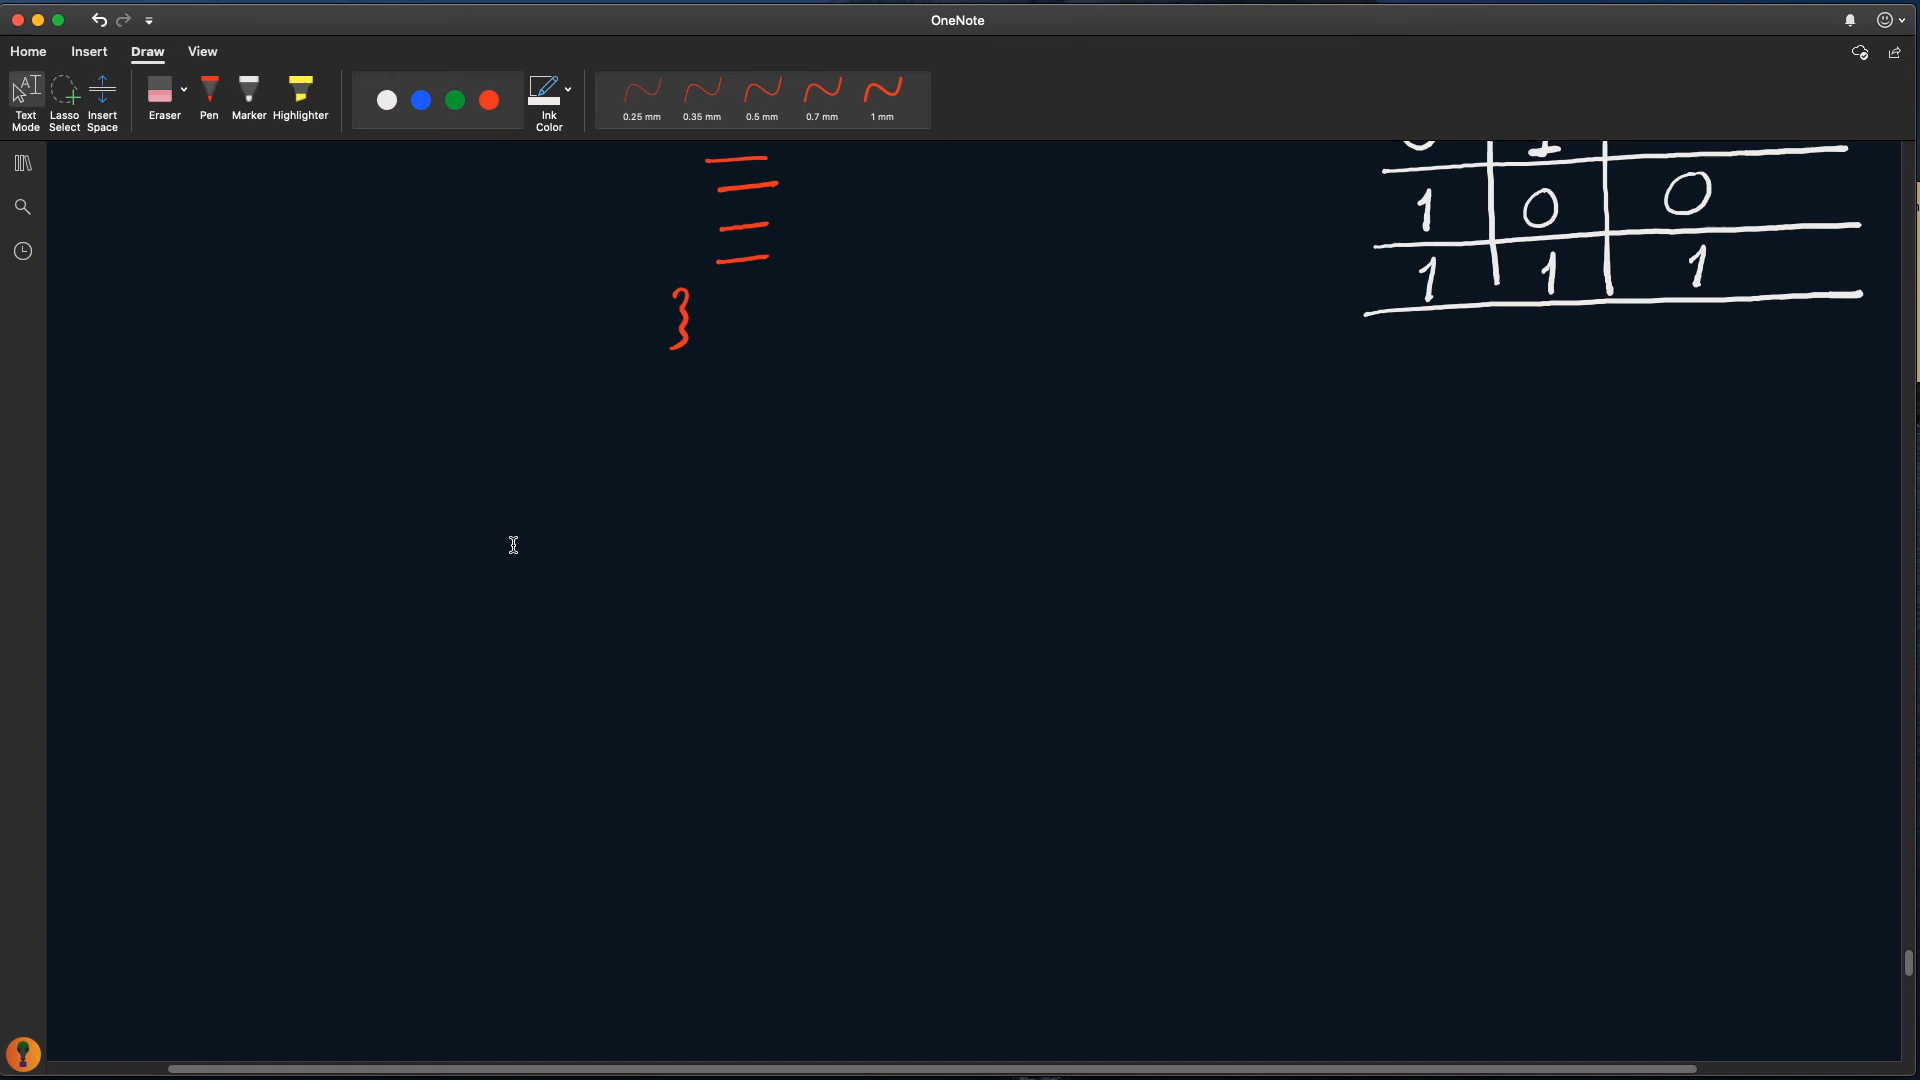 OneNote
Home Insert Draw View
Text Mode
Lasso Select
Insert Space
Eraser
Pen
Marker
Highlighter
Ink Color
0.25 mm
0.35 mm
0.5 mm
0.7 mm
1 mm
1 0 0
1 1 1
}